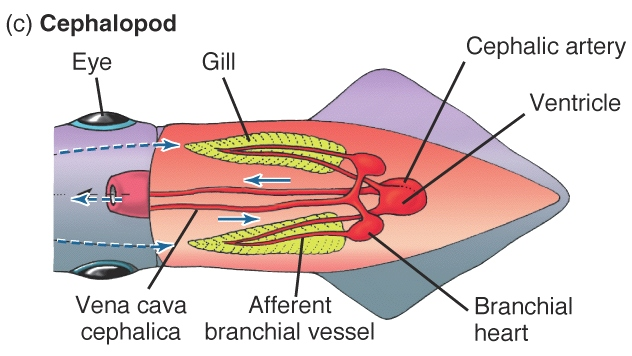 (c) Cephalopod
Cephalic artery
Eye
Gill
Ventricle
Vena cava
cephalica
Afferent
branchial vessel
Branchial
heart